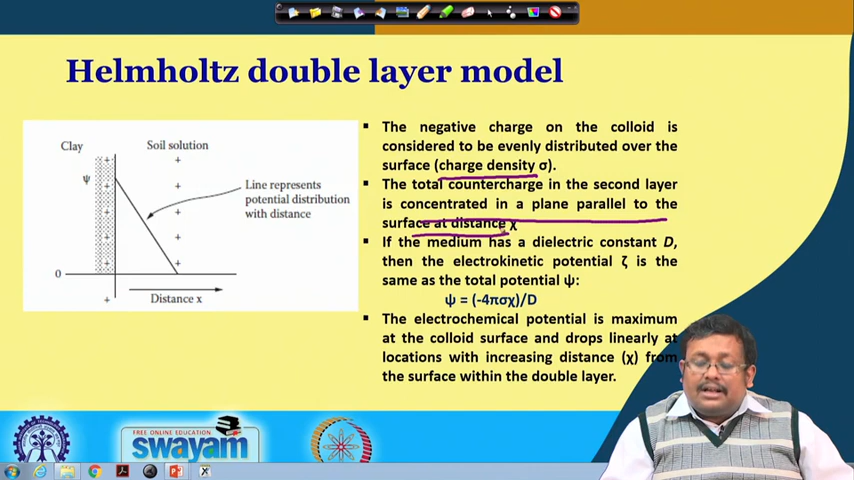 Helmholtz double layer model
Clay
Soil solution
ψ
Line represents
potential distribution
with distance
0
Distance x
The negative charge on the colloid is
considered to be evenly distributed over the
surface (charge density σ).
The total countercharge in the second layer
is concentrated in a plane parallel to the
surface at distance χ
If the medium has a dielectric constant D,
then the electrokinetic potential ζ is the
same as the total potential ψ:
ψ = (-4πσχ)/D
The electrochemical potential is maximum
at the colloid surface and drops linearly at
locations with increasing distance (χ) from
the surface within the double layer.
FREE ONLINE EDUCATION
swayam